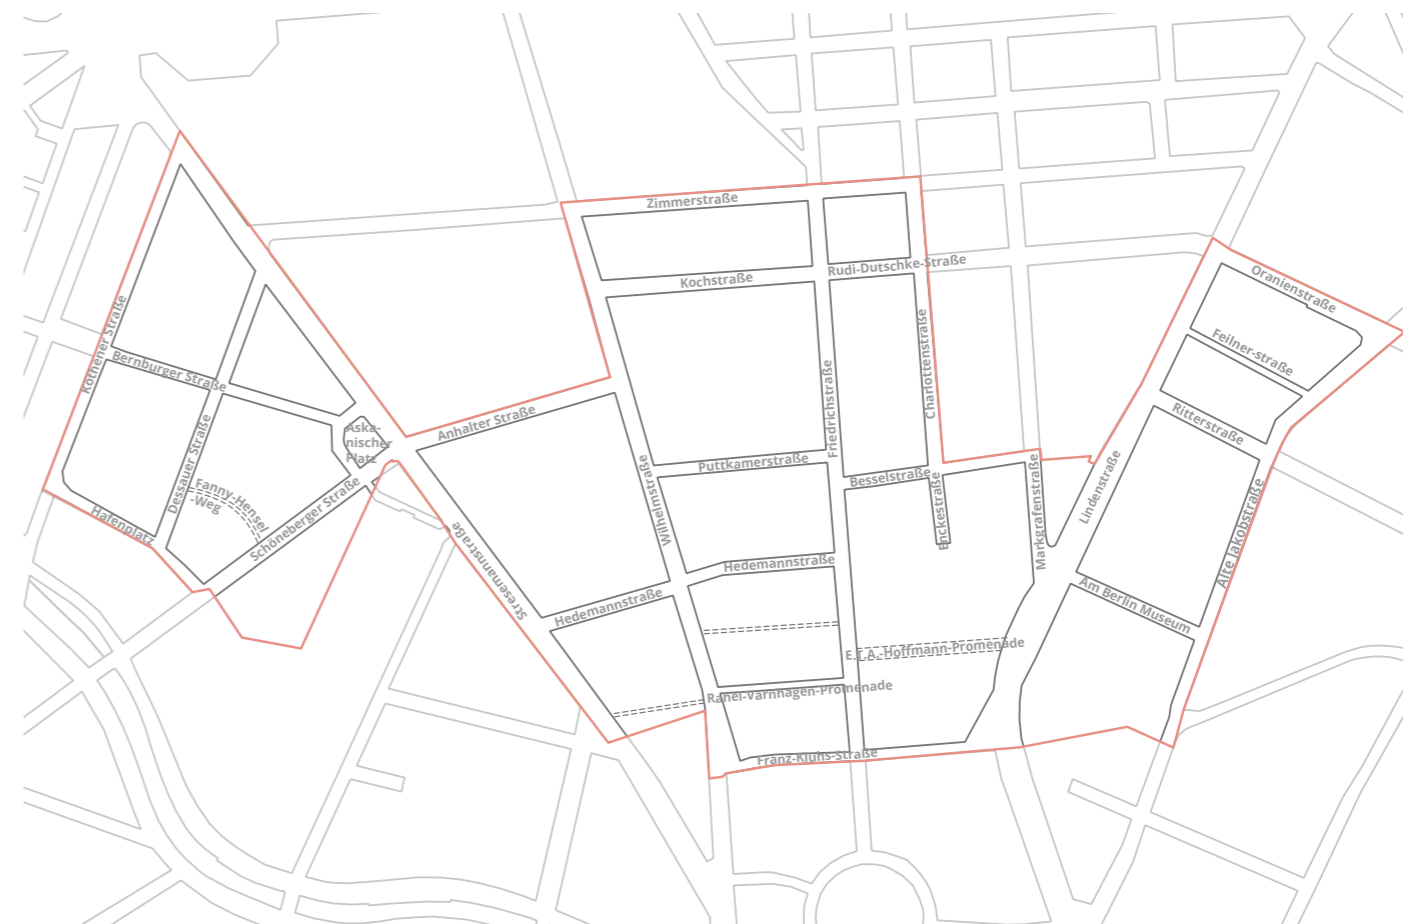 Zimmerstraße
Rudi-Dutschke-Straße
Kochstraße
Oranienstraße
Köthener Straße
Bernburger Straße
Feilner-straße
Charlottenstraße
Friedrichstraße
Ritterstraße
Anhalter Straße
Aska-
nischer
Platz
Dessauer Straße
Puttkamerstraße
Besselstraße
Wilhelmstraße
Markgrafenstraße
Lindenstraße
Enckestraße
Alte Jakobstraße
Fanny-Hensel
-Weg
Schöneberger Straße
Hafenplatz
Stresemannstraße
Hedemannstraße
Hedemannstraße
Am Berlin Museum
E.T.A.-Hoffmann-Promenade
Rahel-Varnhagen-Promenade
Franz-Klühs-Straße